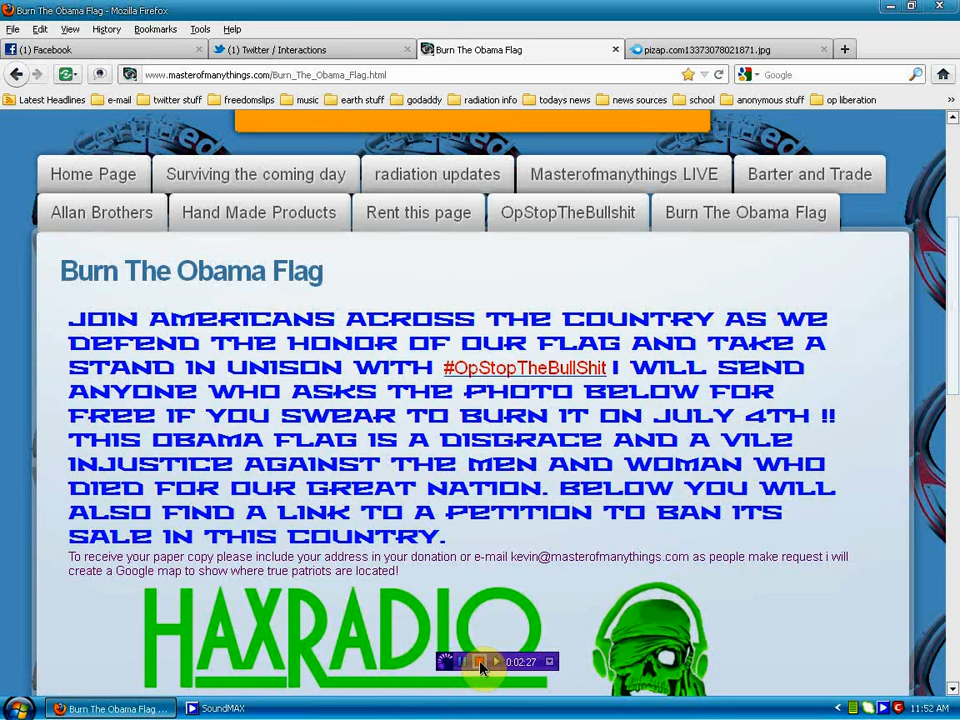 Burn The Obama Flag - Mozilla Firefox
File Edit View History Bookmarks Tools Help
(1) Facebook (1) Twitter / Interactions Burn The Obama Flag pizap.com13373078021871.jpg
www.masterofmanythings.com/Burn_The_Obama_Flag.html Google
Latest Headlines e-mail twitter stuff freedomslips music earth stuff godaddy radiation info todays news news sources school anonymous stuff op liberation
Home Page Surviving the coming day radiation updates Masterofmanythings LIVE Barter and Trade
Allan Brothers Hand Made Products Rent this page OpStopTheBullshit Burn The Obama Flag
Burn The Obama Flag
JOIN AMERICANS ACROSS THE COUNTRY AS WE
DEFEND THE HONOR OF OUR FLAG AND TAKE A
STAND IN UNISON WITH #OpStopTheBullShit I WILL SEND
ANYONE WHO ASKS THE PHOTO BELOW FOR
FREE IF YOU SWEAR TO BURN IT ON JULY 4TH !!
THIS OBAMA FLAG IS A DISGRACE AND A VILE
INJUSTICE AGAINST THE MEN AND WOMAN WHO
DIED FOR OUR GREAT NATION. BELOW YOU WILL
ALSO FIND A LINK TO A PETITION TO BAN ITS
SALE IN THIS COUNTRY.
To receive your paper copy please include your address in your donation or e-mail kevin@masterofmanythings.com as people make request i will
create a Google map to show where true patriots are located!
HAXRADIO
0:02:27
Burn The Obama Flag ... SoundMAX 11:52 AM